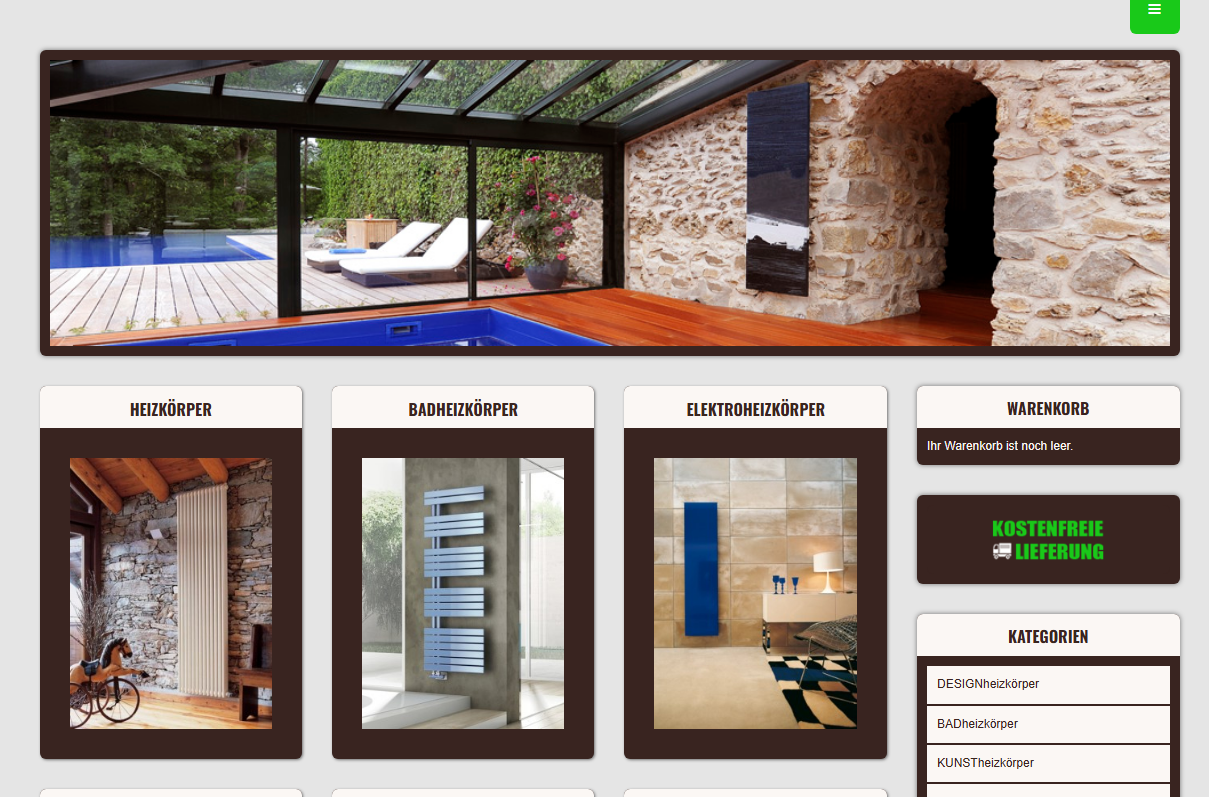 HEIZKÖRPER
BADHEIZKÖRPER
ELEKTROHEIZKÖRPER
WARENKORB
Ihr Warenkorb ist noch leer.
KOSTENFREIE
LIEFERUNG
KATEGORIEN
DESIGNheizkörper
BADheizkörper
KUNSTheizkörper